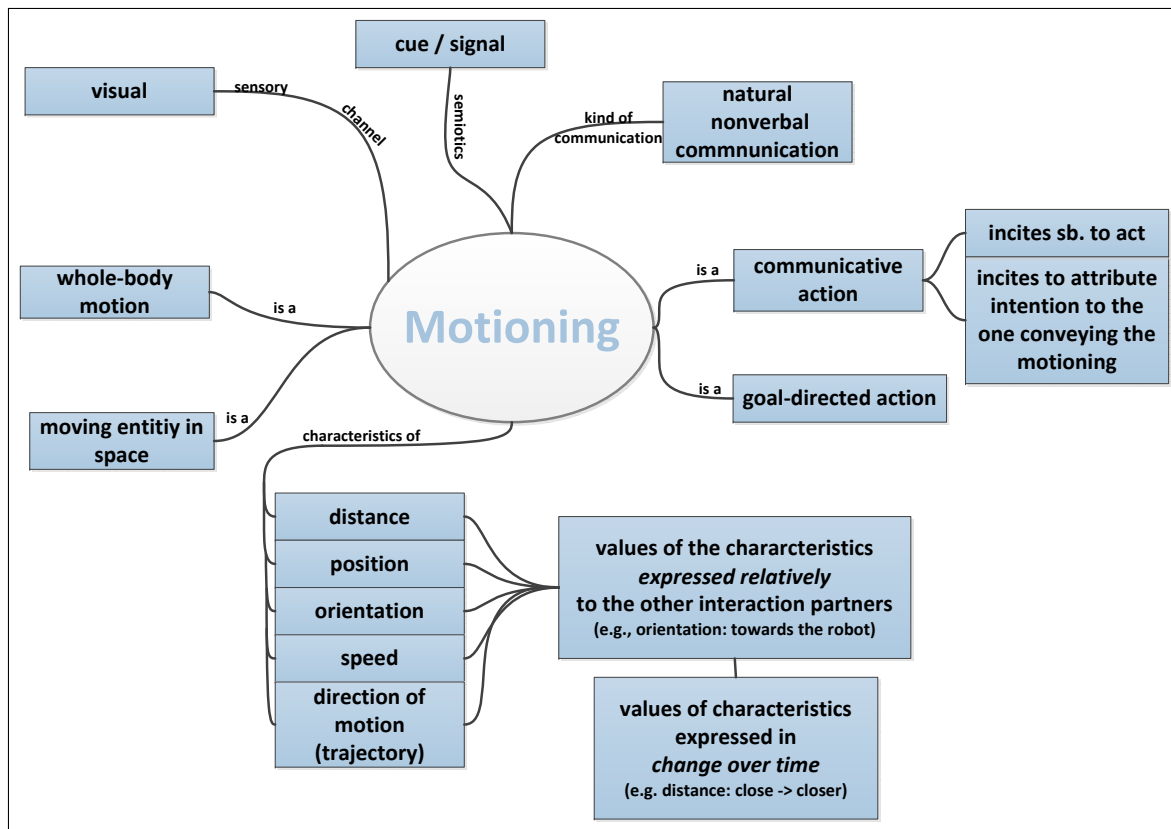 cue / signal
visual
sensory
channel
semiotics
kind of
communication
natural
nonverbal
commnunication
whole-body
motion
is a
moving entitiy in
space
is a
Motioning
is a
communicative
action
incites sb. to act
incites to attribute
intention to the
one conveying the
motioning
is a
goal-directed action
characteristics of
distance
position
orientation
speed
direction of
motion
(trajectory)
values of the chararcteristics
expressed relatively
to the other interaction partners
(e.g., orientation: towards the robot)
values of characteristics
expressed in
change over time
(e.g. distance: close -> closer)